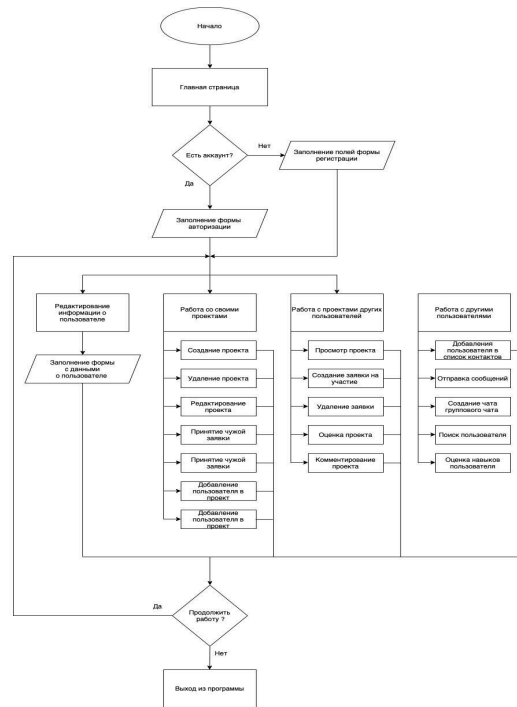 Начало
Главная страница
Есть аккаунт?
Нет
Заполнение полей формы
регистрации
Да
Заполнение формы
авторизации
Редактирование
информации о
пользователе
Работа со своими
проектами
Работа с проектами других
пользователей
Работа с другими
пользователями
Заполнение формы
с данными
о пользователе
Создание проекта
Удаление проекта
Редактирование
проекта
Принятие чужой
заявки
Принятие чужой
заявки
Добавление
пользователя в
проект
Добавление
пользователя в
проект
Просмотр проекта
Создание заявки на
участие
Удаление заявки
Оценка проекта
Комментирование
проекта
Добавления
пользователя в
список контактов
Отправка сообщений
Создание чата
группового чата
Поиск пользователя
Оценка навыков
пользователя
Да
Продолжить
работу ?
Нет
Выход из программы